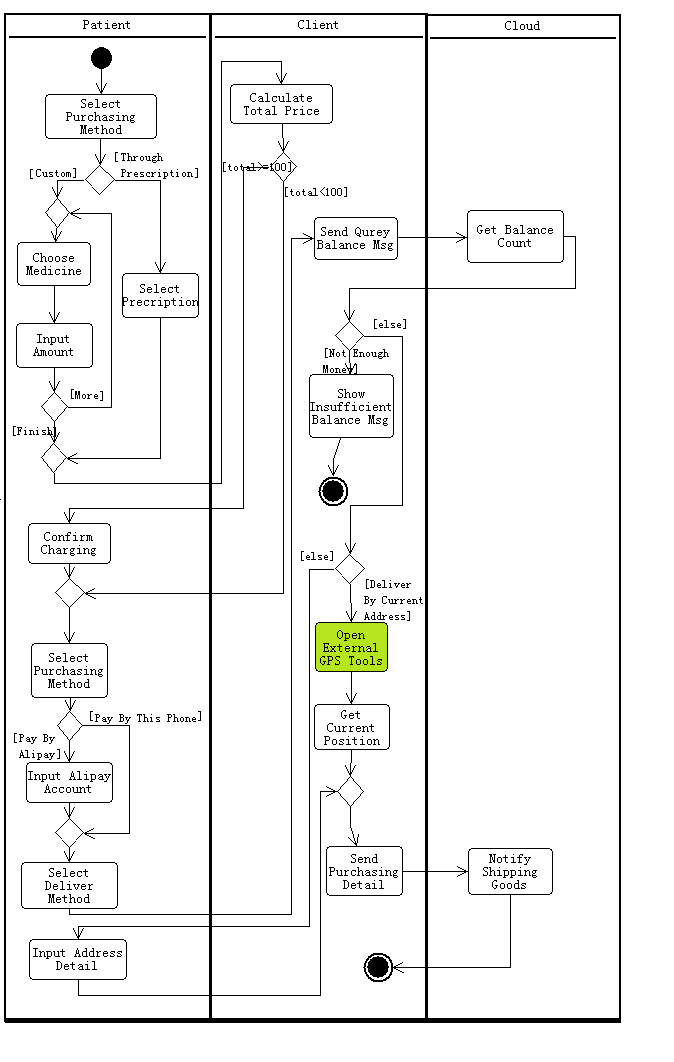 Patient
Client
Cloud
Select
Purchasing
Method
[Through
Prescription]
[Custom]
Choose
Medicine
Select
Precription
Input
Amount
[More]
[Finish]
Confirm
Charging
Select
Purchasing
Method
[Pay By This Phone]
[Pay By
Alipay]
Input Alipay
Account
Select
Deliver
Method
Input Address
Detail
Calculate
Total Price
[total>=100]
[total<100]
Send Qurey
Balance Msg
[else]
[Not Enough
Money]
Show
Insufficient
Balance Msg
[else]
[Deliver
By Current
Address]
Open
External
GPS Tools
Get
Current
Position
Send
Purchasing
Detail
Get Balance
Count
Notify
Shipping
Goods